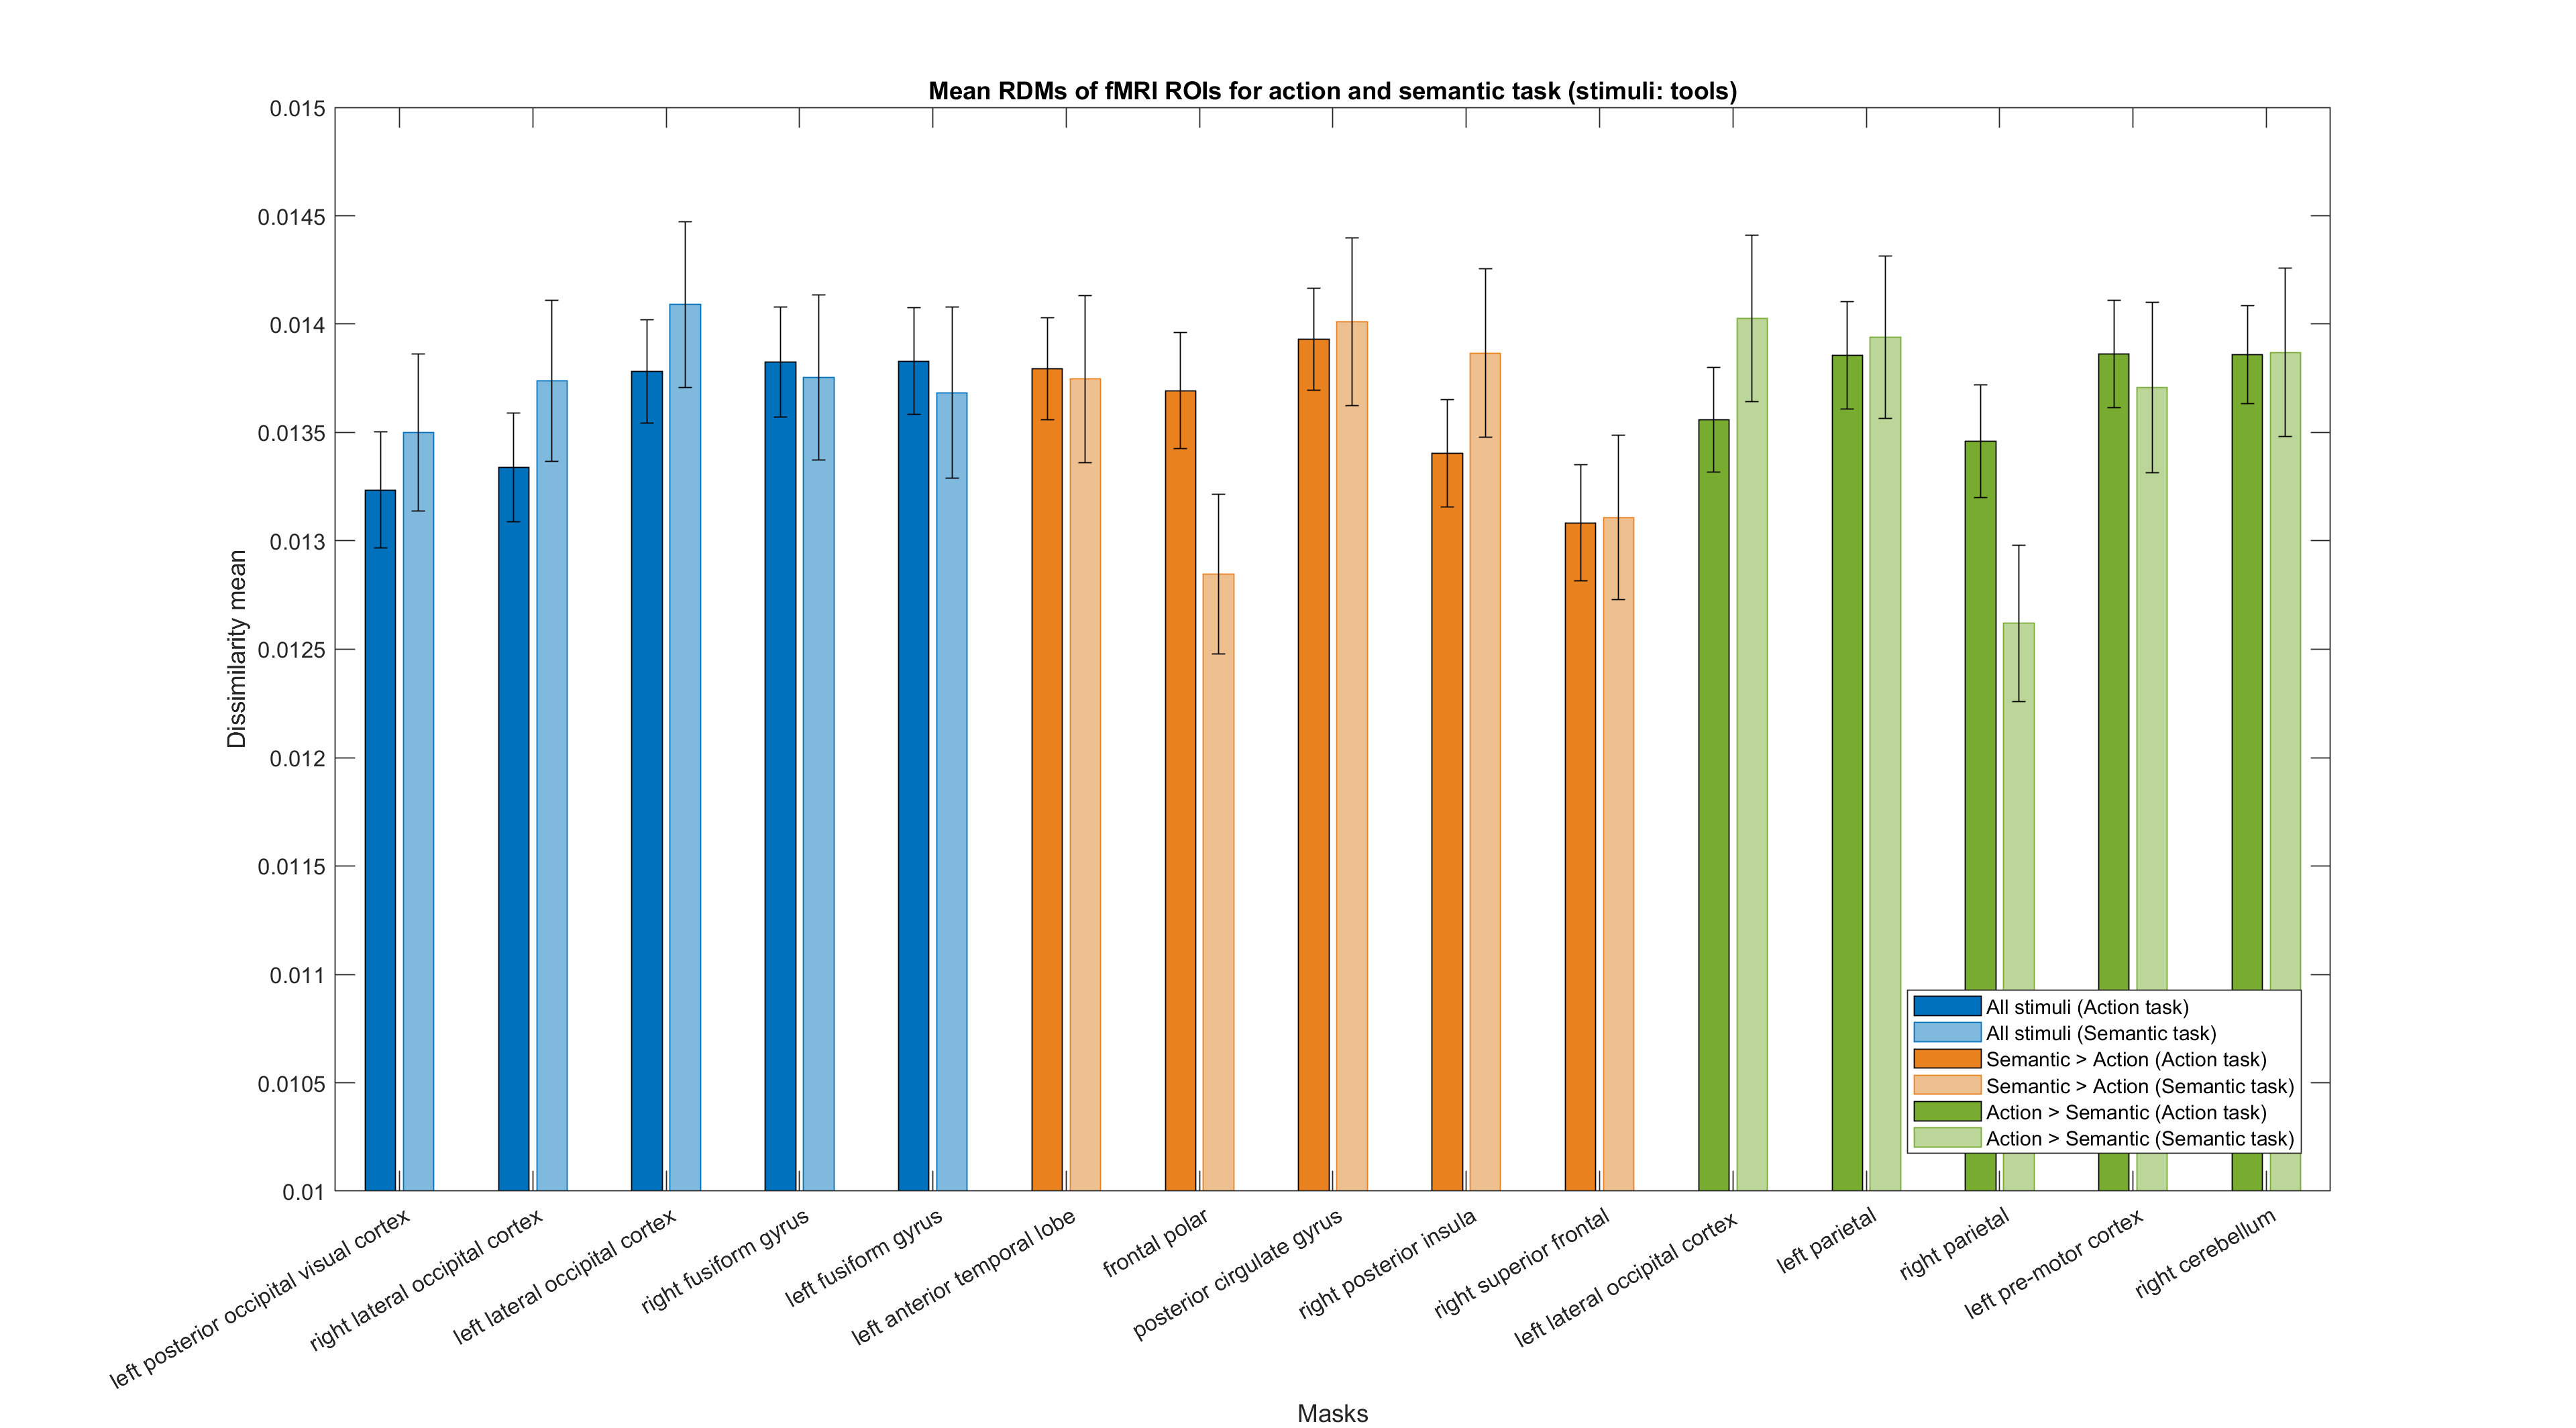 Mean RDMs of fMRI ROIs for action and semantic task (stimuli: tools)
0.015
0.0145
0.014
0.0135
0.013
0.0125
0.012
0.0115
0.011
0.0105
0.01
Dissimilarity mean
All stimuli (Action task)
All stimuli (Semantic task)
Semantic > Action (Action task)
Semantic > Action (Semantic task)
Action > Semantic (Action task)
Action > Semantic (Semantic task)
left posterior occipital visual cortex
right lateral occipital cortex
left lateral occipital cortex
right fusiform gyrus
left fusiform gyrus
left anterior temporal lobe
frontal polar
posterior cirgulate gyrus
right posterior insula
right superior frontal
left lateral occipital cortex
left parietal
right parietal
left pre-motor cortex
right cerebellum
Masks